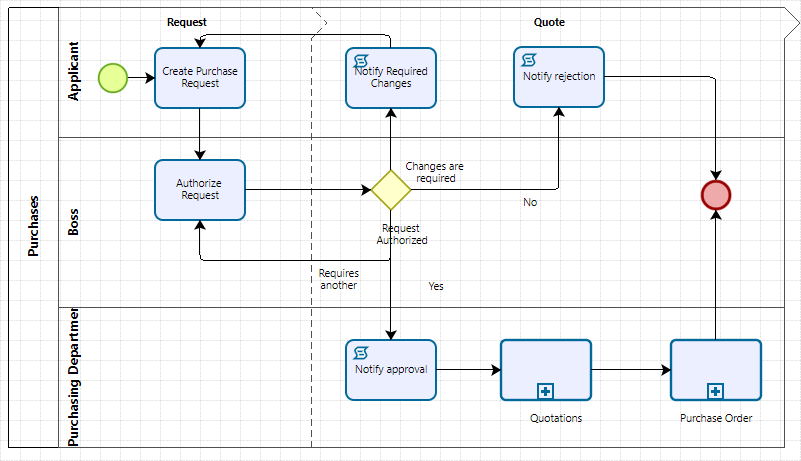 Request
Quote
Purchases
Applicant
Create Purchase
Request
Notify Required
Changes
Notify rejection
Boss
Authorize
Request
Changes are
required
No
Request
Authorized
Requires
another
Yes
Purchasing Departmen
Notify approval
Quotations
Purchase Order